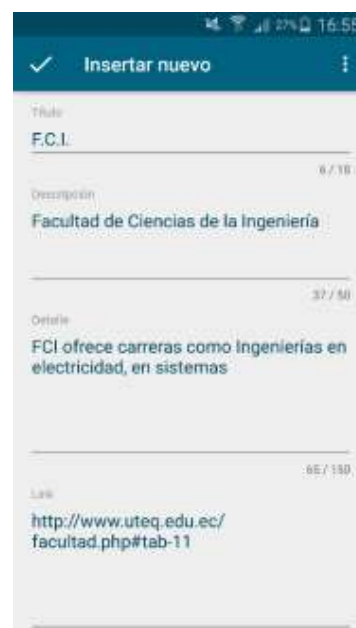 27% 16:55
Insertar nuevo
Título
F.C.I.
6 / 10
Descripción
Facultad de Ciencias de la Ingeniería
37 / 50
Detalle
FCI ofrece carreras como Ingenierías en
electricidad, en sistemas
65 / 150
Link
http://www.uteq.edu.ec/
facultad.php#tab-11